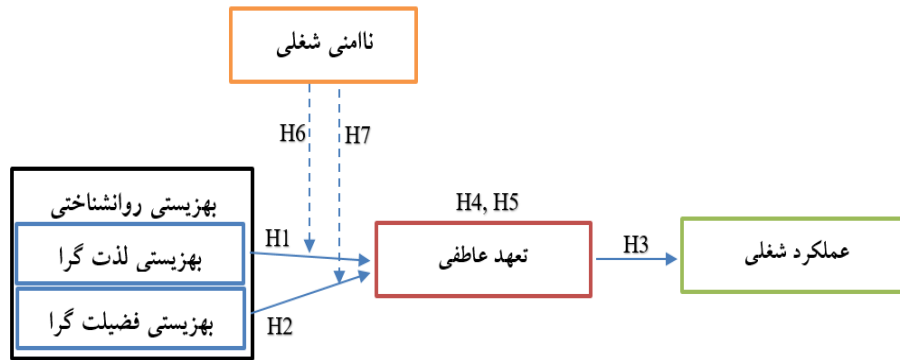 ناامنی شغلی
H6
H7
بهزیستی روانشناختی
بهزیستی لذت گرا
بهزیستی فضیلت گرا
H1
H2
H4, H5
تعهد عاطفی
H3
عملکرد شغلی